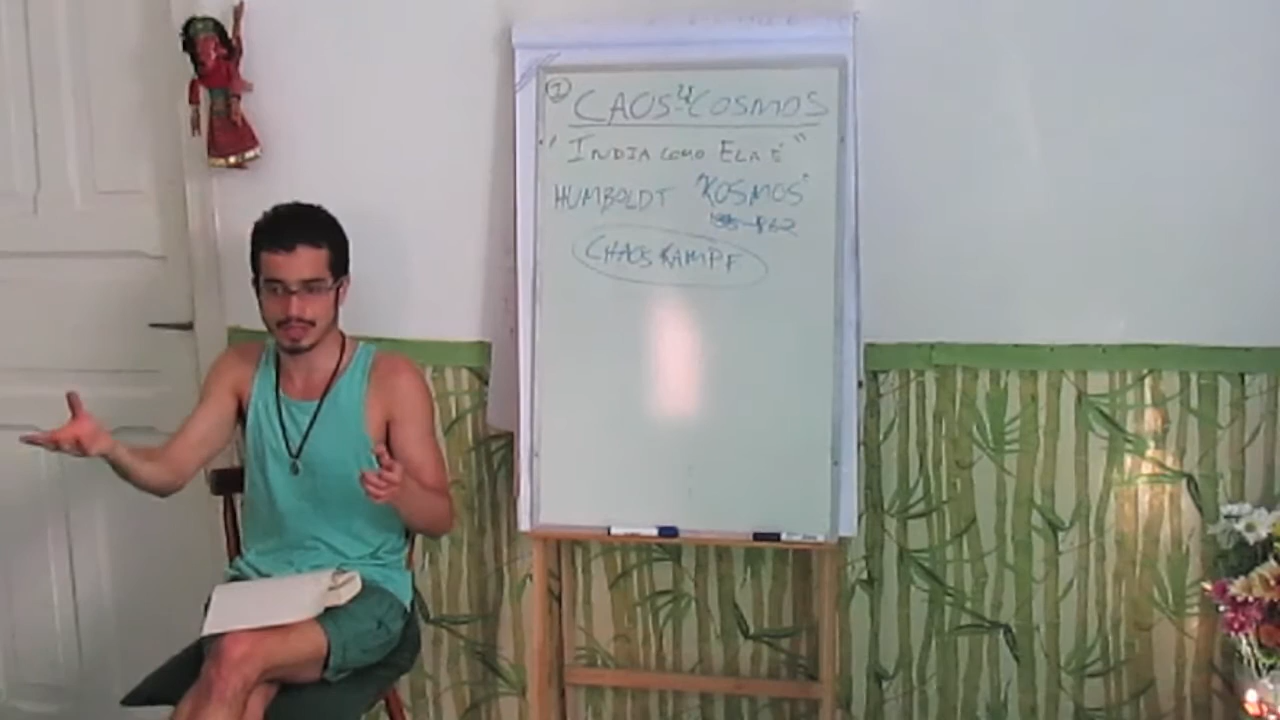 ① CAOS y COSMOS
"INDIA COMO ELA É"
HUMBOLDT "KOSMOS"
CHAOSKAMPF